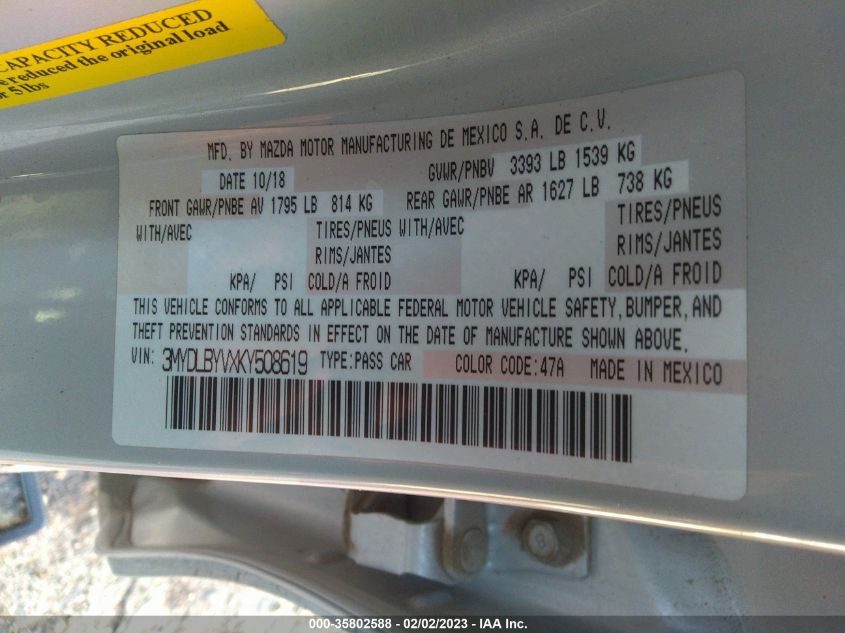 CAPACITY REDUCED
reduced the original load
5 lbs
MFD. BY MAZDA MOTOR MANUFACTURING DE MEXICO S.A. DE C.V.
DATE 10/18 GVWR/PNBV 3393 LB 1539 KG
FRONT GAWR/PNBE AV 1795 LB 814 KG REAR GAWR/PNBE AR 1627 LB 738 KG
WITH/AVEC TIRES/PNEUS WITH/AVEC TIRES/PNEUS
RIMS/JANTES RIMS/JANTES
KPA/ PSI COLD/A FROID KPA/ PSI COLD/A FROID
THIS VEHICLE CONFORMS TO ALL APPLICABLE FEDERAL MOTOR VEHICLE SAFETY, BUMPER, AND
THEFT PREVENTION STANDARDS IN EFFECT ON THE DATE OF MANUFACTURE SHOWN ABOVE.
VIN: 3MYDLBYVXKY508619 TYPE:PASS CAR COLOR CODE:47A MADE IN MEXICO
000-35802588 - 02/02/2023 - IAA Inc.